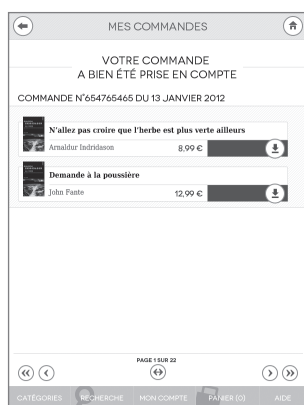 MES COMMANDES
VOTRE COMMANDE
A BIEN ÉTÉ PRISE EN COMPTE
COMMANDE N°654765465 DU 13 JANVIER 2012
N'allez pas croire que l'herbe est plus verte ailleurs
Arnaldur Indridason 8,99 €
Demande à la poussière
John Fante 12,99 €
PAGE 1 SUR 22
CATÉGORIES RECHERCHE MON COMPTE PANIER (0) AIDE